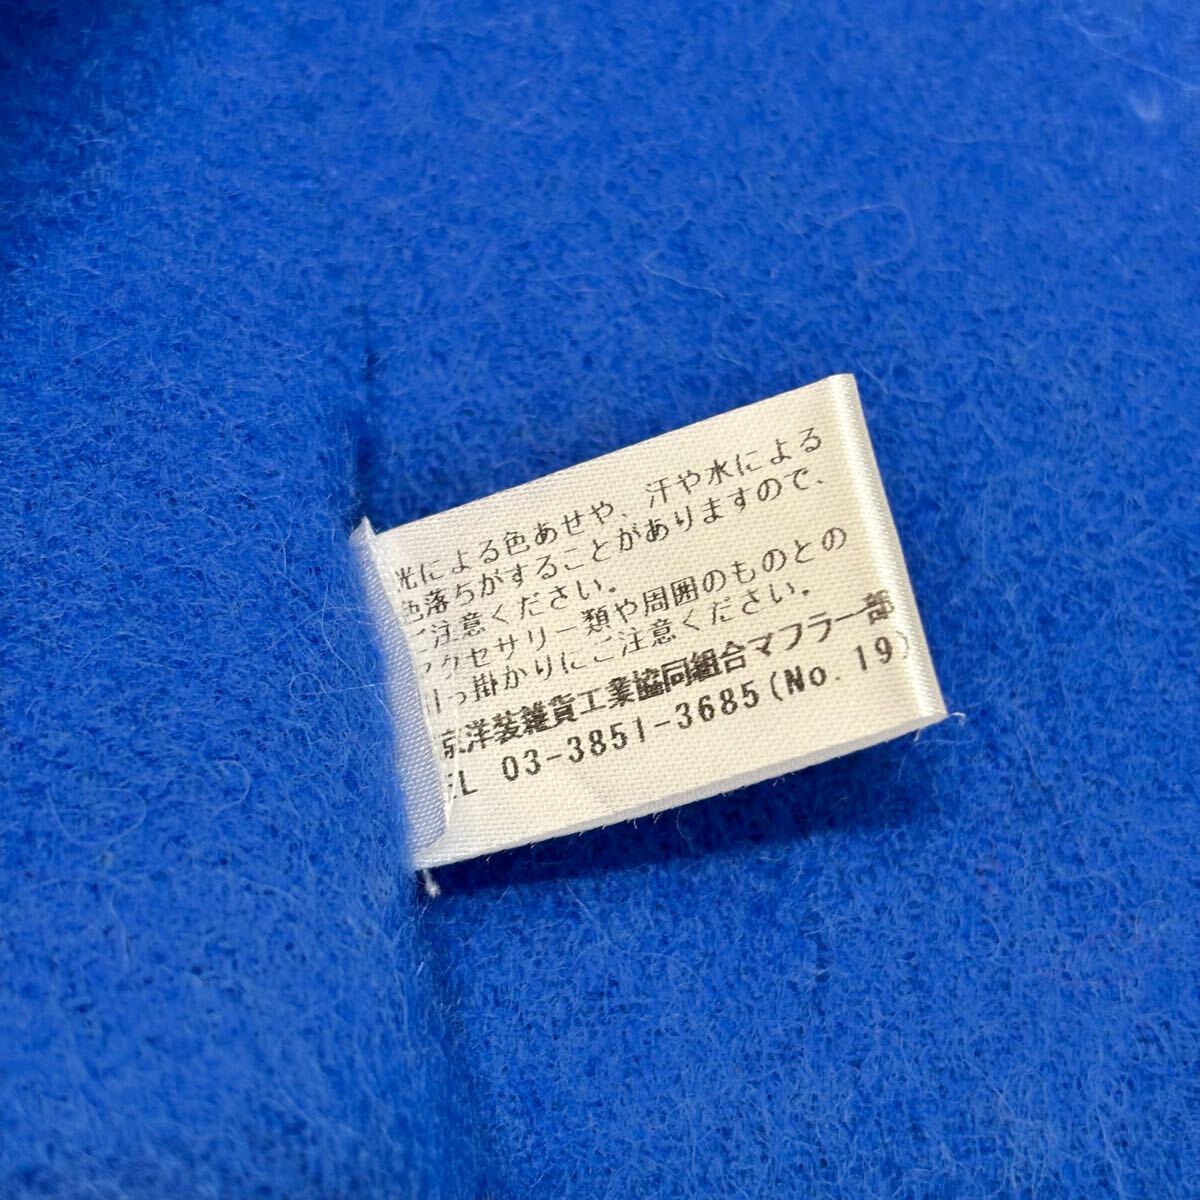 光による色あせや、汗や水による
色落ちがすることがありますので、
ご注意ください。
アクセサリー類や周囲のものとの
引っ掛かりにご注意ください。
京洋装雑貨工業協同組合マフラー部
EL 03-3851-3685(No. 19)